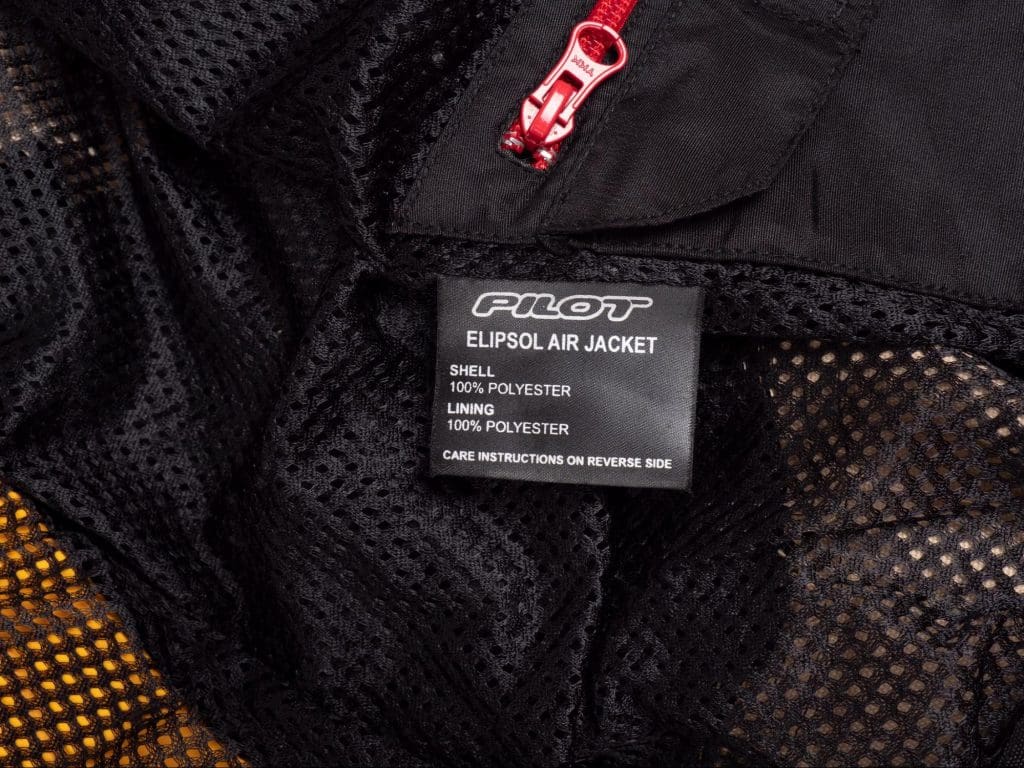 PILOT
ELIPSOL AIR JACKET
SHELL
100% POLYESTER
LINING
100% POLYESTER
CARE INSTRUCTIONS ON REVERSE SIDE